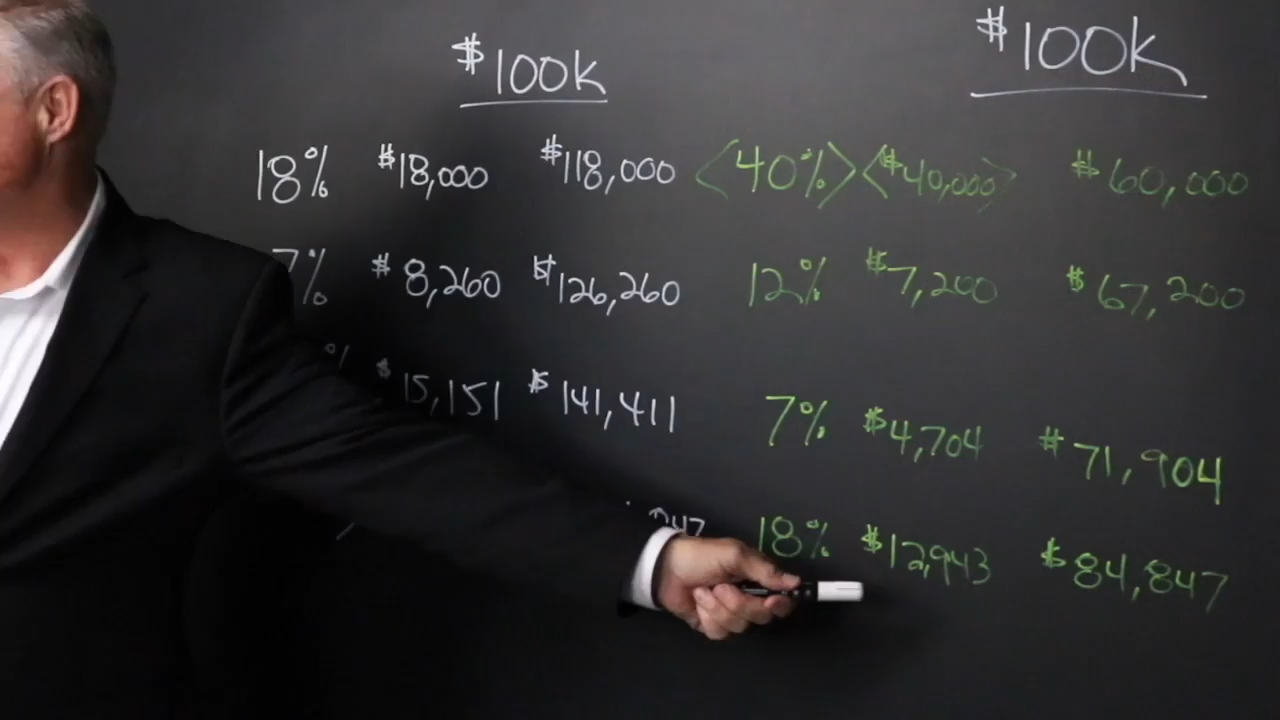 $100K $100K
18% $18,000 $118,000 <40%> <$40,000> $60,000
7% $8,260 $126,260 12% $7,200 $67,200
% $15,151 $141,411 7% $4,704 $71,904
18% $12,943 $84,847